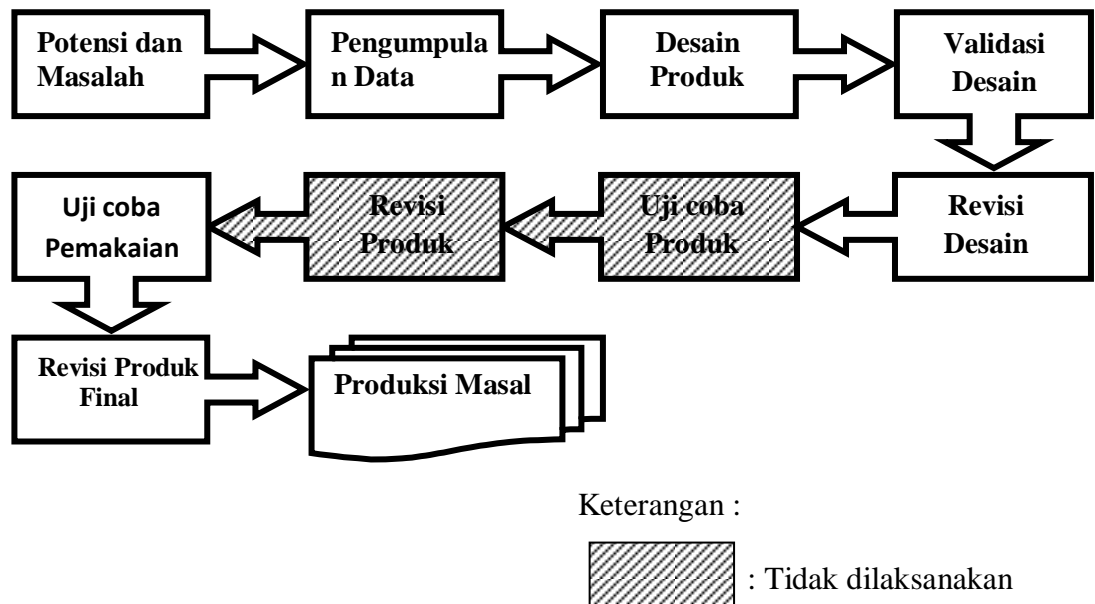 Potensi dan
Masalah
Pengumpula
n Data
Desain
Produk
Validasi
Desain
Revisi
Desain
Uji coba
Produk
Revisi
Produk
Uji coba
Pemakaian
Revisi Produk
Final
Produksi Masal
Keterangan :
: Tidak dilaksanakan